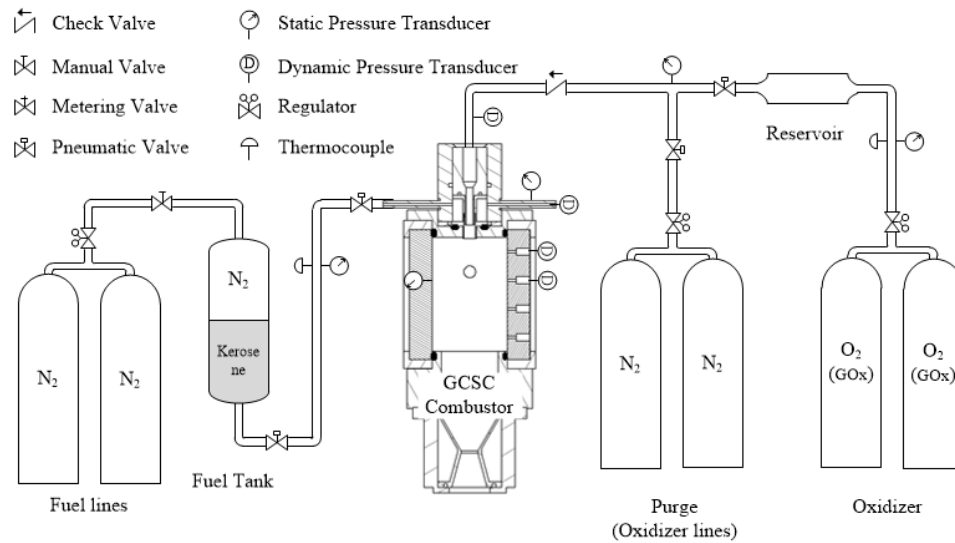 Check Valve
Static Pressure Transducer
Manual Valve
D
Dynamic Pressure Transducer
Metering Valve
Regulator
Pneumatic Valve
Thermocouple
D
Reservoir
D
D
D
N₂
Kerose
ne
N₂
N₂
GCSC
Combustor
N₂
N₂
O₂
(GOx)
O₂
(GOx)
Fuel Tank
Fuel lines
Purge
(Oxidizer lines)
Oxidizer